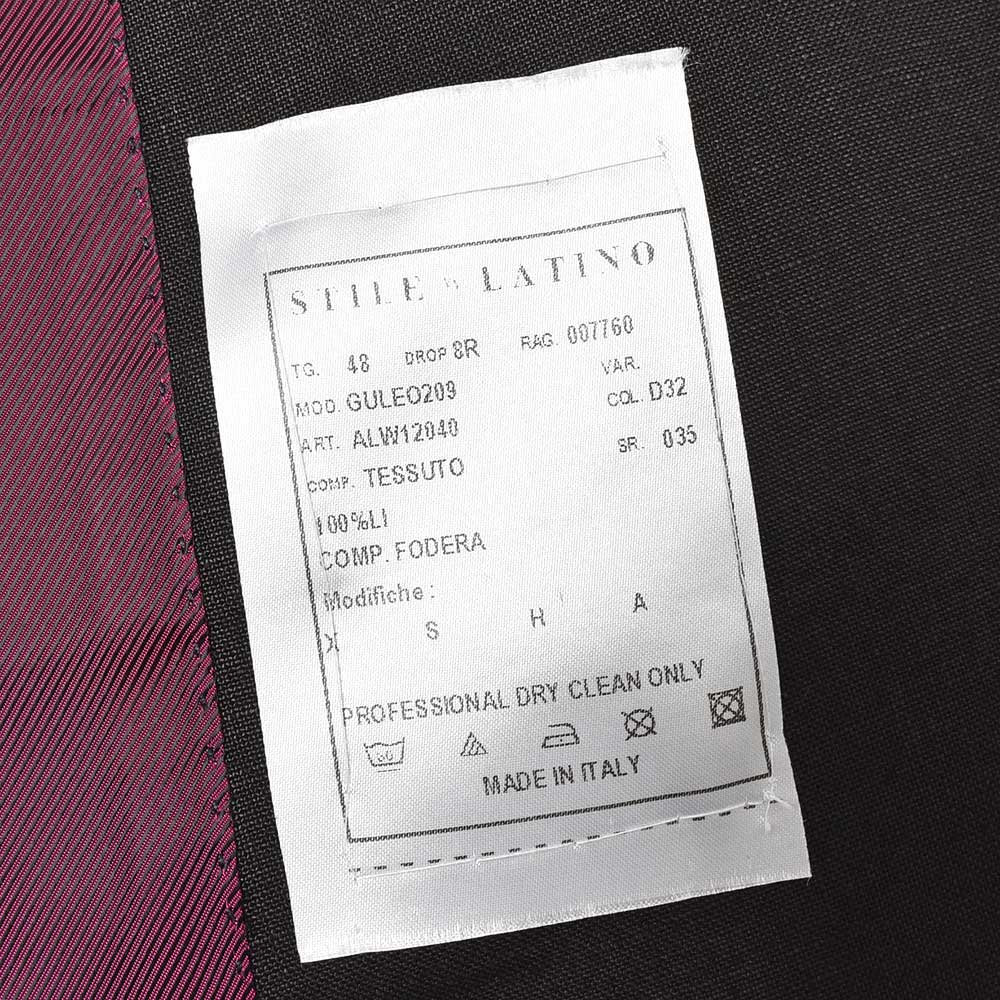 STILE LATINO
TG. 48 DROP 8R RAG. 007760
MOD. GULEO209 VAR.
ART. ALW12040 COL. D32
COMP. TESSUTO SR. 035
100%LI
COMP. FODERA
Modifiche :
X S H A
PROFESSIONAL DRY CLEAN ONLY
60
MADE IN ITALY